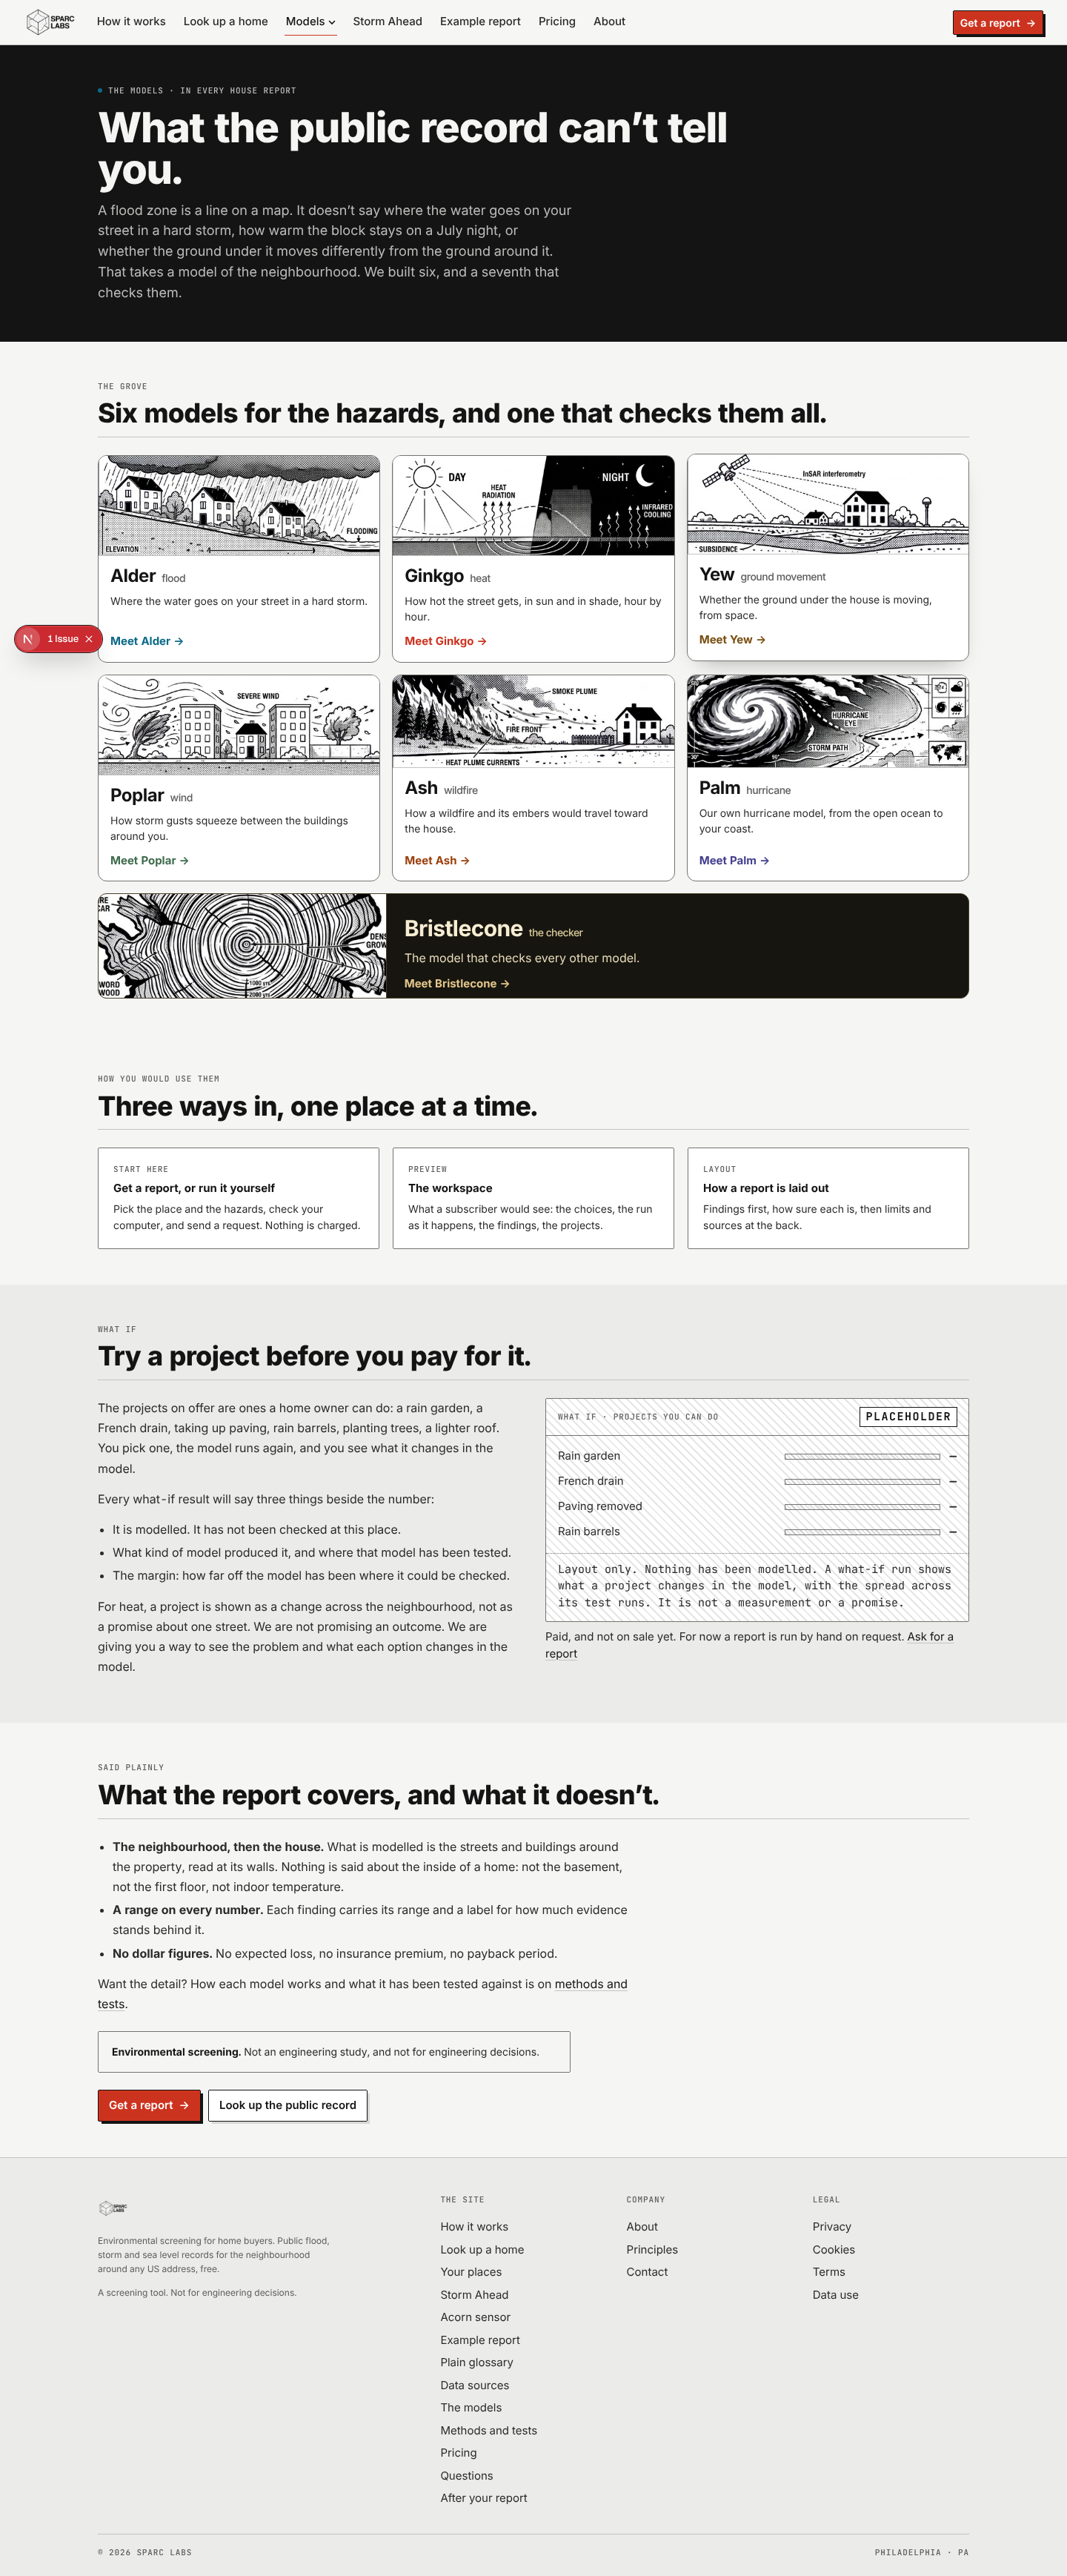 SPARC LABS
How it works
Look up a home
Models
Storm Ahead
Example report
Pricing
About
Get a report →
THE MODELS · IN EVERY HOUSE REPORT
What the public record can’t tell
you.
A flood zone is a line on a map. It doesn’t say where the water goes on your
street in a hard storm, how warm the block stays on a July night, or
whether the ground under it moves differently from the ground around it.
That takes a model of the neighbourhood. We built six, and a seventh that
checks them.
THE GROVE
Six models for the hazards, and one that checks them all.
FLOODING
ELEVATION
Alder flood
Where the water goes on your street in a hard storm.
Meet Alder →
DAY
HEAT
RADIATION
NIGHT
INFRARED
COOLING
Ginkgo heat
How hot the street gets, in sun and in shade, hour by
hour.
Meet Ginkgo →
InSAR interferometry
SUBSIDENCE
Yew ground movement
Whether the ground under the house is moving,
from space.
Meet Yew →
N 1 Issue ×
SEVERE WIND
Poplar wind
How storm gusts squeeze between the buildings
around you.
Meet Poplar →
SMOKE PLUME
FIRE FRONT
HEAT PLUME CURRENTS
Ash wildfire
How a wildfire and its embers would travel toward
the house.
Meet Ash →
HURRICANE
EYE
STORM PATH
Palm hurricane
Our own hurricane model, from the open ocean to
your coast.
Meet Palm →
RE
CAR
DENS
GROW
WORD
WOOD
1000 yrs
2000 yrs
Bristlecone the checker
The model that checks every other model.
Meet Bristlecone →
HOW YOU WOULD USE THEM
Three ways in, one place at a time.
START HERE
Get a report, or run it yourself
Pick the place and the hazards, check your
computer, and send a request. Nothing is charged.
PREVIEW
The workspace
What a subscriber would see: the choices, the run
as it happens, the findings, the projects.
LAYOUT
How a report is laid out
Findings first, how sure each is, then limits and
sources at the back.
WHAT IF
Try a project before you pay for it.
The projects on offer are ones a home owner can do: a rain garden, a
French drain, taking up paving, rain barrels, planting trees, a lighter roof.
You pick one, the model runs again, and you see what it changes in the
model.
Every what-if result will say three things beside the number:
• It is modelled. It has not been checked at this place.
• What kind of model produced it, and where that model has been tested.
• The margin: how far off the model has been where it could be checked.
For heat, a project is shown as a change across the neighbourhood, not as
a promise about one street. We are not promising an outcome. We are
giving you a way to see the problem and what each option changes in the
model.
WHAT IF · PROJECTS YOU CAN DO
PLACEHOLDER
Rain garden —
French drain —
Paving removed —
Rain barrels —
Layout only. Nothing has been modelled. A what-if run shows
what a project changes in the model, with the spread across
its test runs. It is not a measurement or a promise.
Paid, and not on sale yet. For now a report is run by hand on request. Ask for a
report
SAID PLAINLY
What the report covers, and what it doesn’t.
• The neighbourhood, then the house. What is modelled is the streets and buildings around
the property, read at its walls. Nothing is said about the inside of a home: not the basement,
not the first floor, not indoor temperature.
• A range on every number. Each finding carries its range and a label for how much evidence
stands behind it.
• No dollar figures. No expected loss, no insurance premium, no payback period.
Want the detail? How each model works and what it has been tested against is on methods and
tests.
Environmental screening. Not an engineering study, and not for engineering decisions.
Get a report →
Look up the public record
SPARC LABS
Environmental screening for home buyers. Public flood,
storm and sea level records for the neighbourhood
around any US address, free.
A screening tool. Not for engineering decisions.
THE SITE
How it works
Look up a home
Your places
Storm Ahead
Acorn sensor
Example report
Plain glossary
Data sources
The models
Methods and tests
Pricing
Questions
After your report
COMPANY
About
Principles
Contact
LEGAL
Privacy
Cookies
Terms
Data use
© 2026 SPARC LABS
PHILADELPHIA · PA